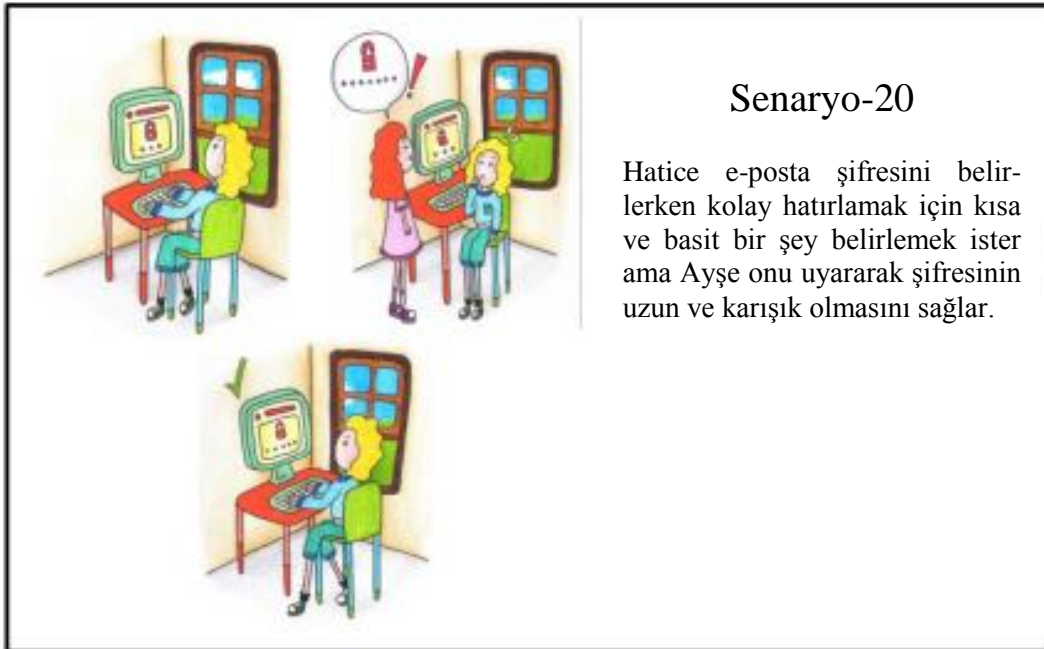 Senaryo-20
Hatice e-posta şifresini belir-
lerken kolay hatırlamak için kısa
ve basit bir şey belirlemek ister
ama Ayşe onu uyararak şifresinin
uzun ve karışık olmasını sağlar.